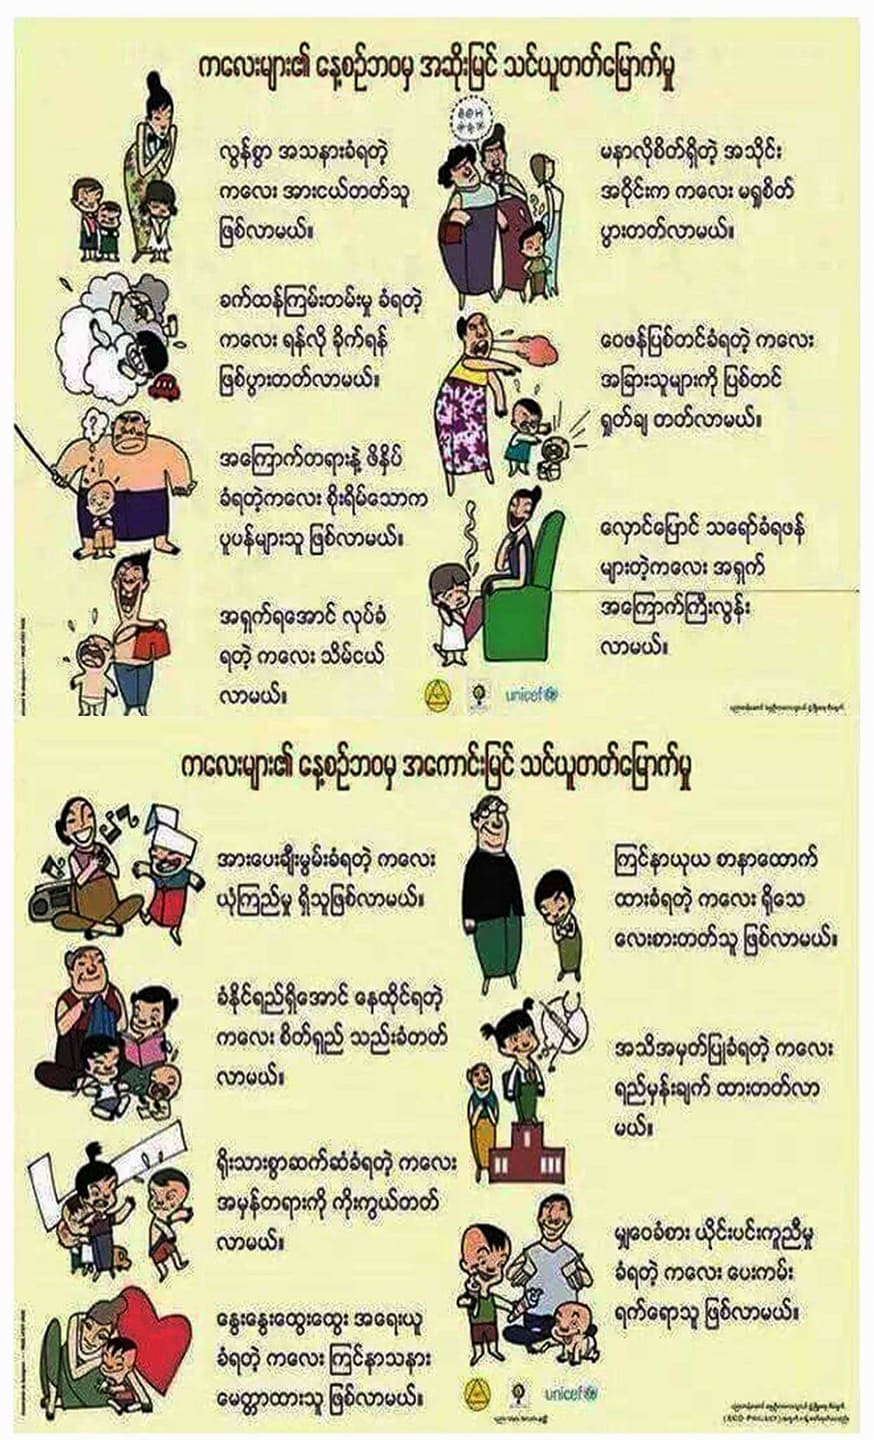 ကလေးများ၏ နေ့စဉ်ဘဝမှ အဆိုးမြင် သင်ယူတတ်မြောက်မှု
လွန်စွာ အသနားခံရတဲ့
ကလေး အားငယ်တတ်သူ
ဖြစ်လာမယ်။
ခက်ထန်ကြမ်းတမ်းမှု ခံရတဲ့
ကလေး ရန်လို ခိုက်ရန်
ဖြစ်ပွားတတ်လာမယ်။
?
အကြောက်တရားနဲ့ ဖိနှိပ်
ခံရတဲ့ကလေး စိုးရိမ်သောက
ပူပန်များသူ ဖြစ်လာမယ်။
အရှက်ရအောင် လုပ်ခံ
ရတဲ့ ကလေး သိမ်ငယ်
လာမယ်။
မနာလိုစိတ်ရှိတဲ့ အသိုင်း
အဝိုင်းက ကလေး မရှုစိတ်
ပွားတတ်လာမယ်။
ဝေဖန်ပြစ်တင်ခံရတဲ့ ကလေး
အခြားသူများကို ပြစ်တင်
ရှုတ်ချ တတ်လာမယ်။
လှောင်ပြောင် သရော်ခံရဖန်
များတဲ့ကလေး အရှက်
အကြောက်ကြီးလွန်း
လာမယ်။
unicef
ကလေးများ၏ နေ့စဉ်ဘဝမှ အကောင်းမြင် သင်ယူတတ်မြောက်မှု
အားပေးချီးမွမ်းခံရတဲ့ ကလေး
ယုံကြည်မှု ရှိသူဖြစ်လာမယ်။
ခံနိုင်ရည်ရှိအောင် နေထိုင်ရတဲ့
ကလေး စိတ်ရှည် သည်းခံတတ်
လာမယ်။
ရိုးသားစွာဆက်ဆံခံရတဲ့ ကလေး
အမှန်တရားကို ကိုးကွယ်တတ်
လာမယ်။
နွေးနွေးထွေးထွေး အရေးယူ
ခံရတဲ့ ကလေး ကြင်နာသနား
မေတ္တာထားသူ ဖြစ်လာမယ်။
ကြင်နာယုယ စာနာထောက်
ထားခံရတဲ့ ကလေး ရိုသေ
လေးစားတတ်သူ ဖြစ်လာမယ်။
အသိအမှတ်ပြုခံရတဲ့ ကလေး
ရည်မှန်းချက် ထားတတ်လာ
မယ်။
I
II III
မျှဝေခံစား ယိုင်းပင်းကူညီမှု
ခံရတဲ့ ကလေး ပေးကမ်း
ရက်ရောသူ ဖြစ်လာမယ်။
unicef